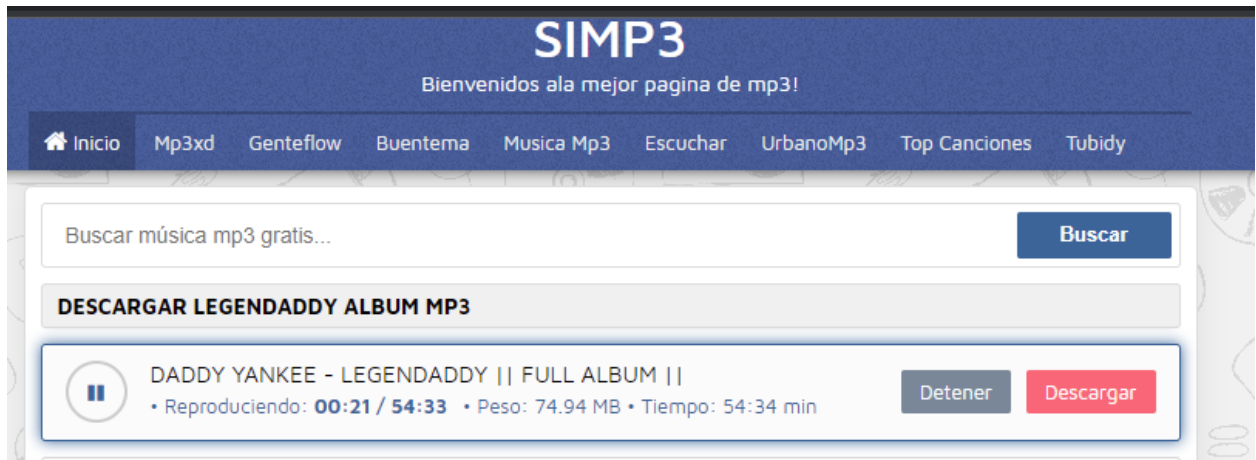 SIMP3
Bienvenidos ala mejor pagina de mp3!
Inicio Mp3xd Genteflow Buentema Musica Mp3 Escuchar UrbanoMp3 Top Canciones Tubidy
Buscar música mp3 gratis... Buscar
DESCARGAR LEGENDADDY ALBUM MP3
DADDY YANKEE - LEGENDADDY || FULL ALBUM ||
• Reproduciendo: 00:21 / 54:33 • Peso: 74.94 MB • Tiempo: 54:34 min
Detener Descargar